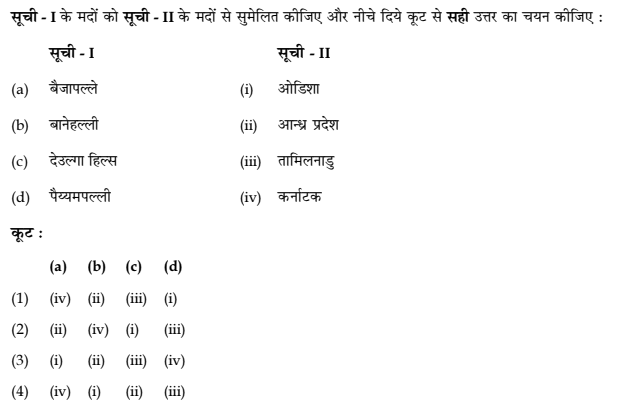 सूची - I के मदों को सूची - II के मदों से सुमेलित कीजिए और नीचे दिये कूट से सही उत्तर का चयन कीजिए :
सूची - I सूची - II
(a) बैजापल्ले (i) ओडिशा
(b) बानेहल्ली (ii) आन्ध्र प्रदेश
(c) देउल्गा हिल्स (iii) तामिलनाडु
(d) पैय्यमपल्ली (iv) कर्नाटक
कूट :
(a) (b) (c) (d)
(1) (iv) (ii) (iii) (i)
(2) (ii) (iv) (i) (iii)
(3) (i) (ii) (iii) (iv)
(4) (iv) (i) (ii) (iii)